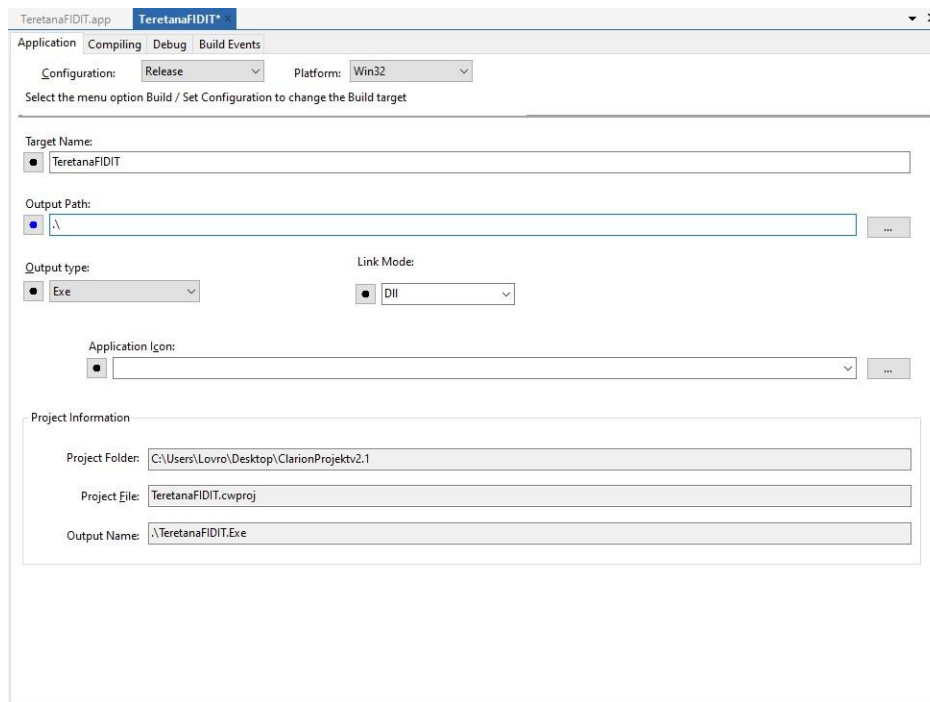 TeretanaFIDIT.app TeretanaFIDIT* ×
Application Compiling Debug Build Events
Configuration: Release Platform: Win32
Select the menu option Build / Set Configuration to change the Build target
Target Name:
TeretanaFIDIT
Output Path:
.\
...
Output type: Link Mode:
Exe Dll
Application Icon:
...
Project Information
Project Folder: C:\Users\Lovro\Desktop\ClarionProjektv2.1
Project File: TeretanaFIDIT.cwproj
Output Name: .\TeretanaFIDIT.Exe